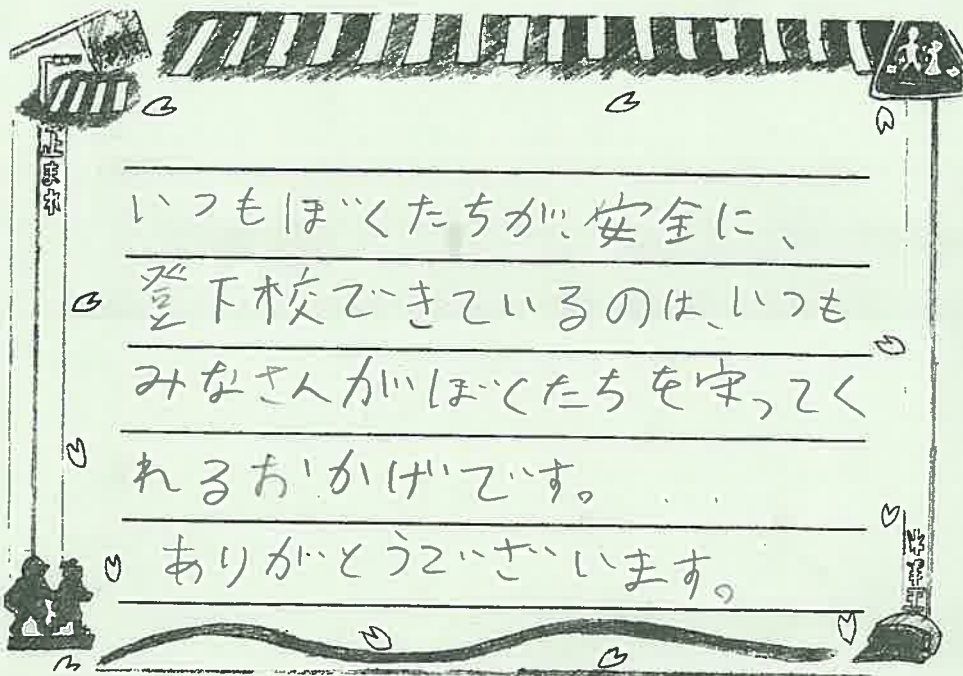 いつもぼくたちが、安全に、
登下校できているのは、いつも
みなさんがぼくたちを守ってく
れるおかげです。
ありがとうございます。